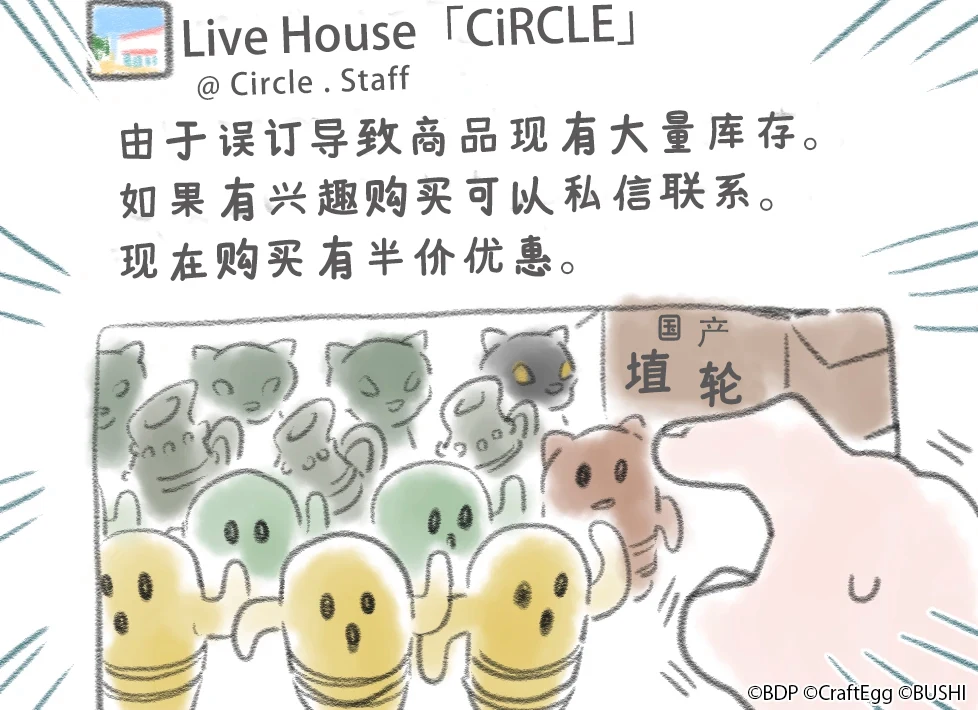 Live House「CiRCLE」
@ Circle . Staff
由于误订导致商品现有大量库存。
如果有兴趣购买可以私信联系。
现在购买有半价优惠。
国产
埴轮
©BDP ©CraftEgg ©BUSHI